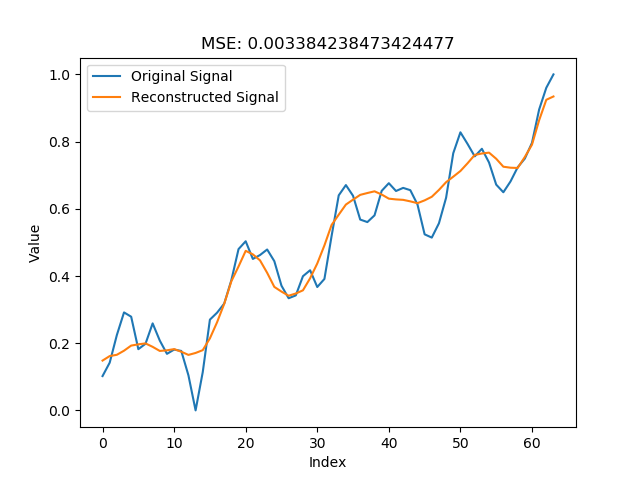 MSE: 0.003384238473424477
Original Signal
Reconstructed Signal
1.0
0.8
0.6
0.4
0.2
0.0
Value
0 10 20 30 40 50 60
Index